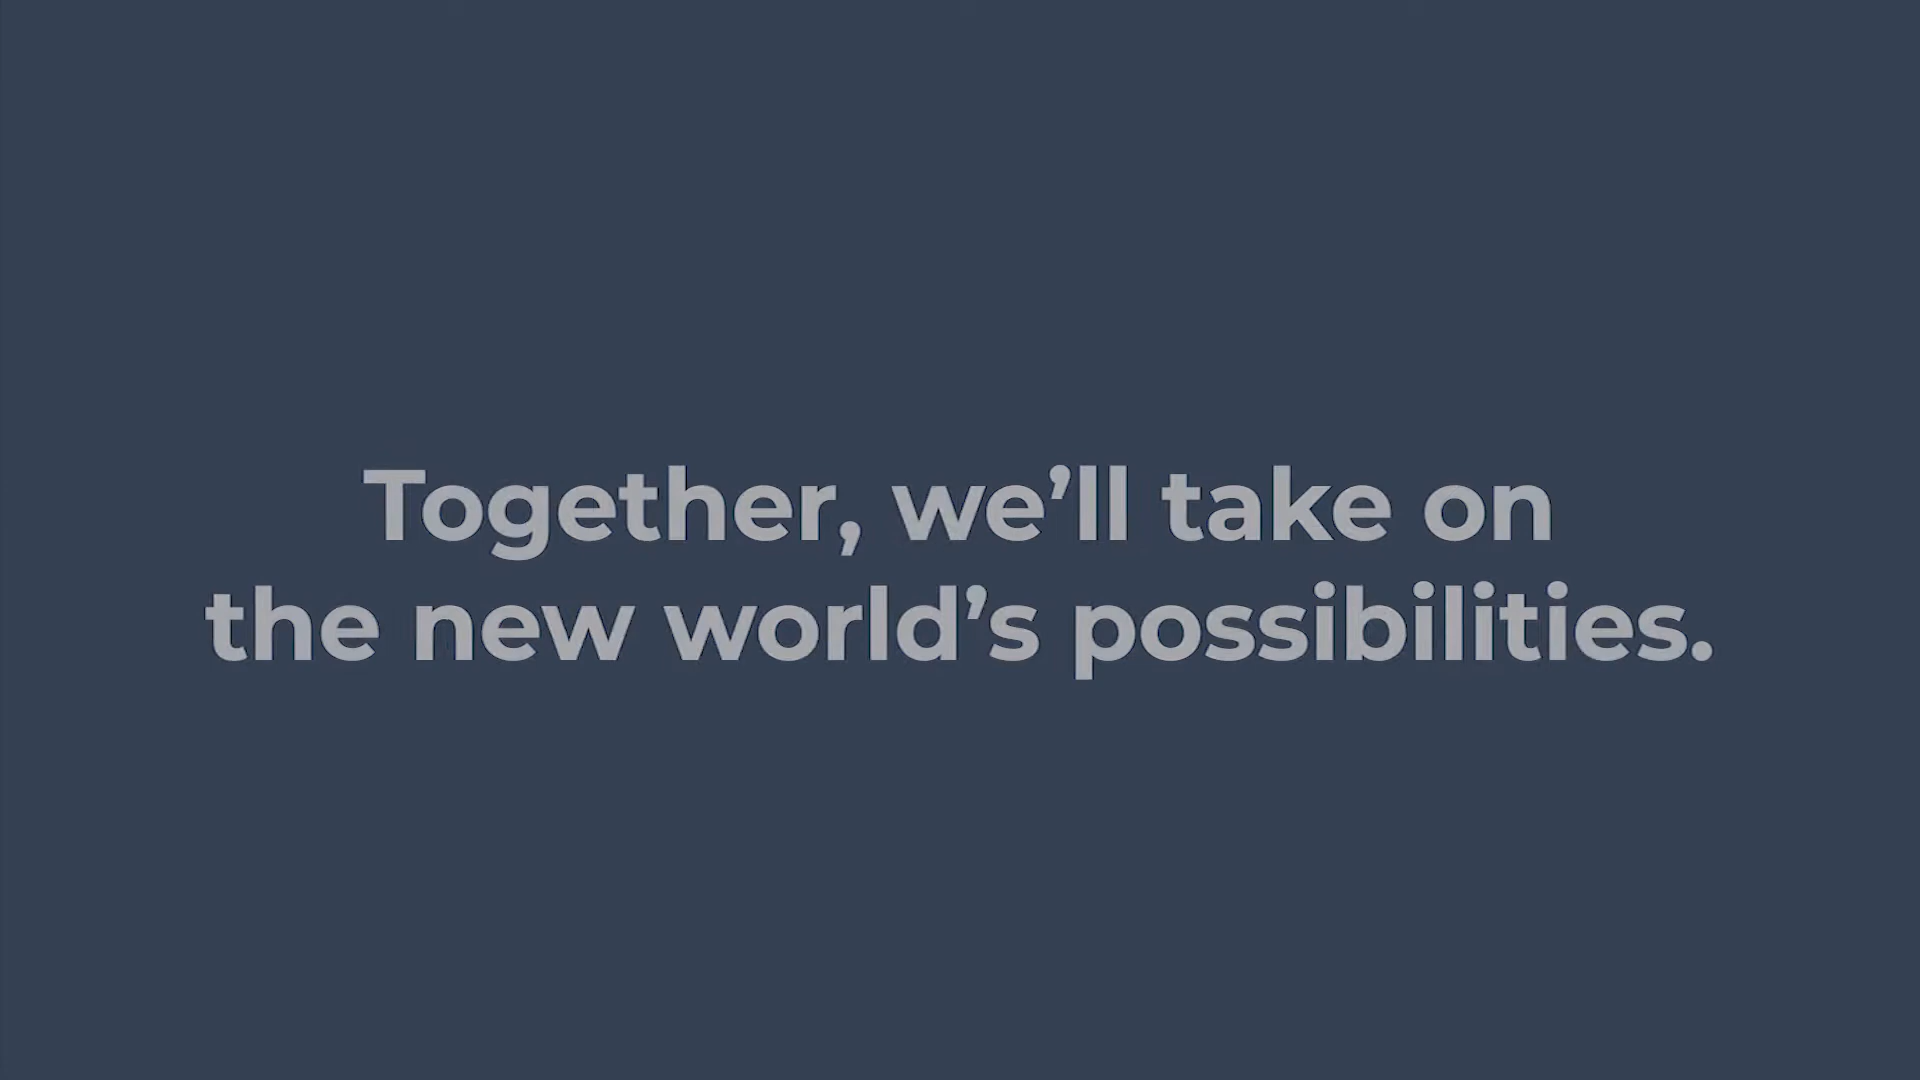 Together, we’ll take on
the new world’s possibilities.